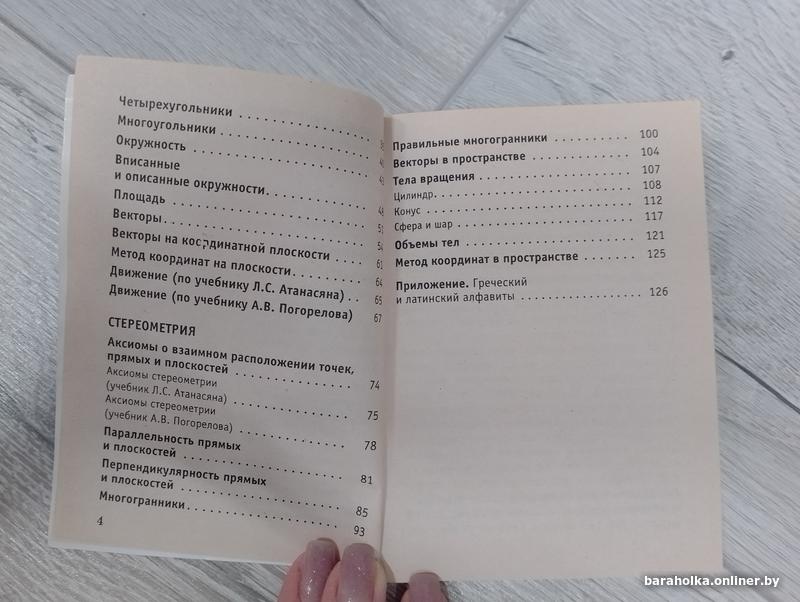 Четырехугольники . . . . . . . . . . . . . .
Многоугольники . . . . . . . . . . . . . . .
Окружность . . . . . . . . . . . . . . . . .
Вписанные
и описанные окружности. . . . . . . . . . .
Площадь . . . . . . . . . . . . . . . . . .
Векторы. . . . . . . . . . . . . . . . . . .
Векторы на координатной плоскости . . . . . 61
Метод координат на плоскости. . . . . . . . 64
Движение (по учебнику Л.С. Атанасяна) . . 65
Движение (по учебнику А.В. Погорелова) 67
СТЕРЕОМЕТРИЯ
Аксиомы о взаимном расположении точек,
прямых и плоскостей . . . . . . . . . . . . 74
Аксиомы стереометрии
(учебник Л.С. Атанасяна) . . . . . . . . . . 75
Аксиомы стереометрии
(учебник А.В. Погорелова) . . . . . . . . . 78
Параллельность прямых
и плоскостей . . . . . . . . . . . . . . . . 81
Перпендикулярность прямых
и плоскостей . . . . . . . . . . . . . . . . 85
Многогранники. . . . . . . . . . . . . . . . 93
4
Правильные многогранники . . . . . . . . . 100
Векторы в пространстве . . . . . . . . . . . 104
Тела вращения . . . . . . . . . . . . . . . . 107
Цилиндр. . . . . . . . . . . . . . . . . . . . 108
Конус . . . . . . . . . . . . . . . . . . . . . 112
Сфера и шар . . . . . . . . . . . . . . . . . 117
Объемы тел . . . . . . . . . . . . . . . . . 121
Метод координат в пространстве . . . . . . 125
Приложение. Греческий
и латинский алфавиты . . . . . . . . . . . . 126
baraholka.onliner.by